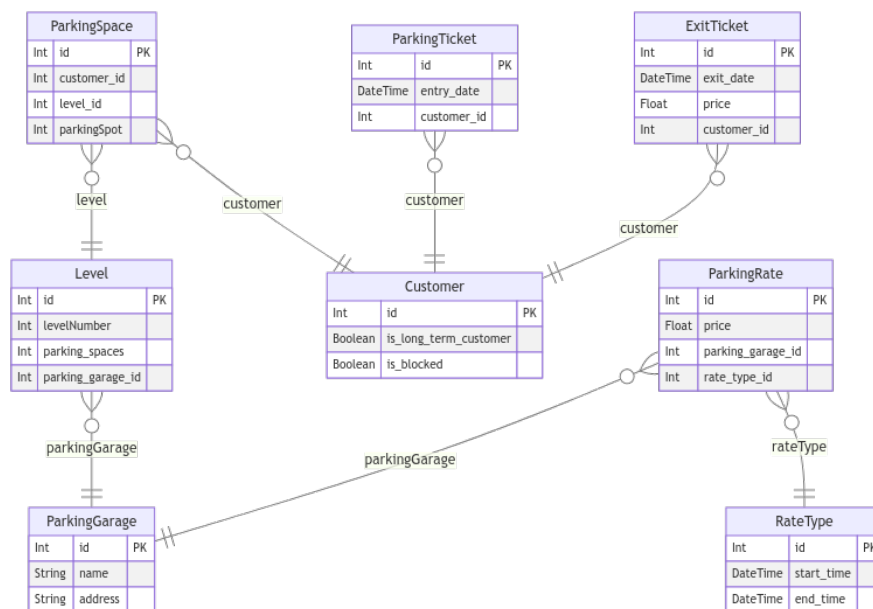 ParkingSpace
Int id PK
Int customer_id
Int level_id
Int parkingSpot
ParkingTicket
Int id PK
DateTime entry_date
Int customer_id
ExitTicket
Int id PK
DateTime exit_date
Float price
Int customer_id
level
customer
customer
customer
Level
Int id PK
Int levelNumber
Int parking_spaces
Int parking_garage_id
Customer
Int id PK
Boolean is_long_term_customer
Boolean is_blocked
ParkingRate
Int id PK
Float price
Int parking_garage_id
Int rate_type_id
parkingGarage
parkingGarage
rateType
ParkingGarage
Int id PK
String name
String address
RateType
Int id PK
DateTime start_time
DateTime end_time